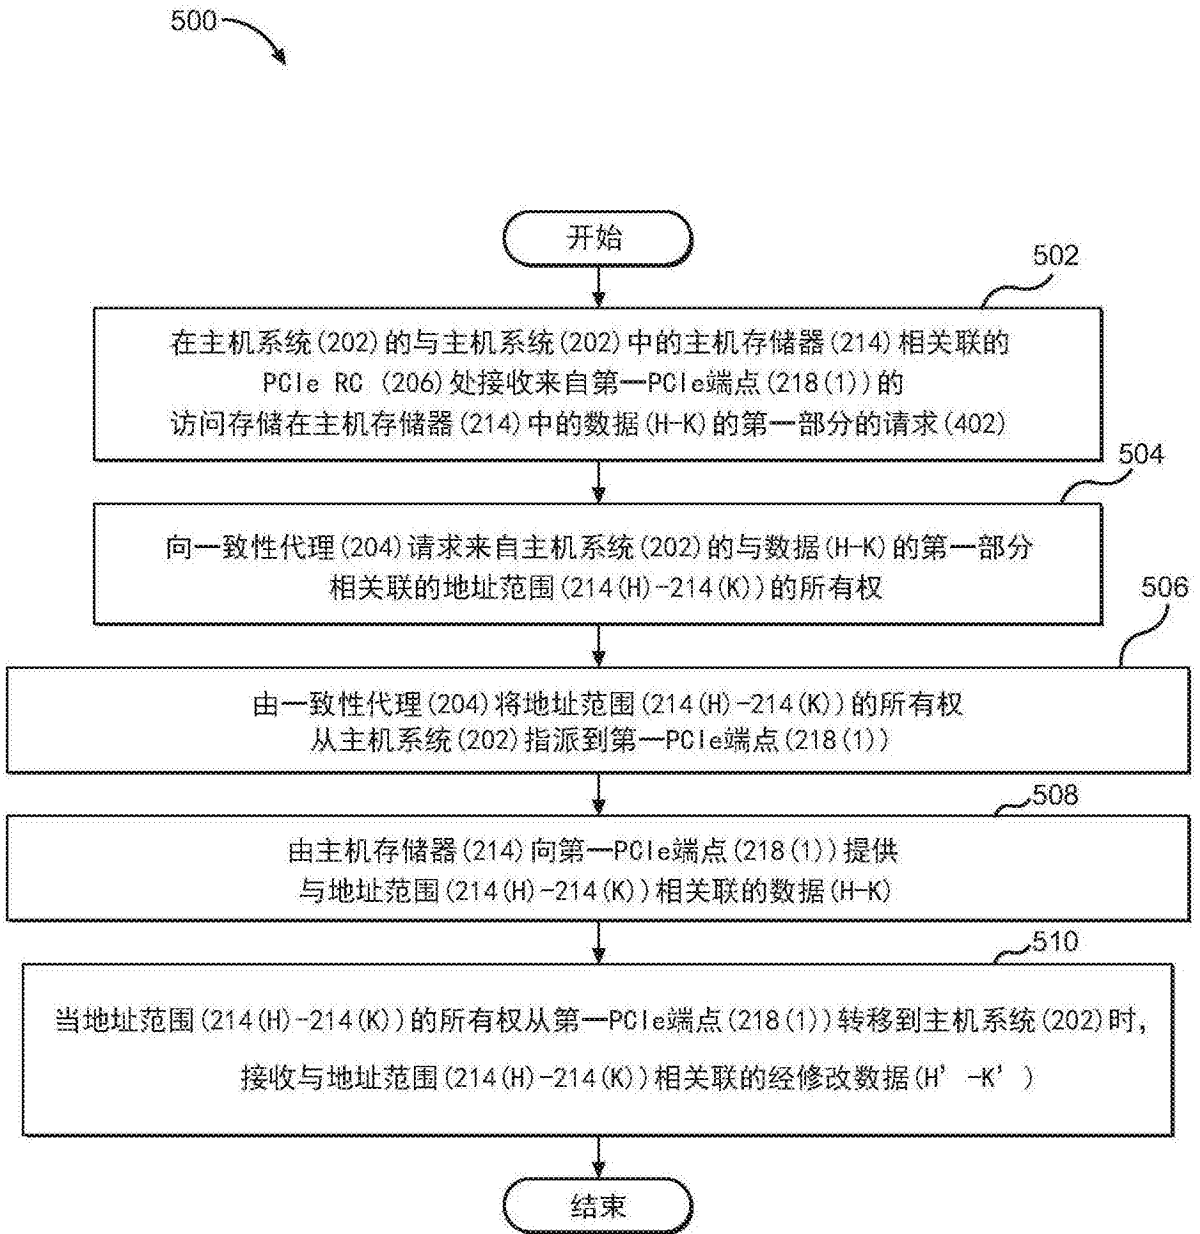 500
开始
502
在主机系统(202)的与主机系统(202)中的主机存储器(214)相关联的
PCIe RC (206)处接收来自第一PCIe端点(218(1))的
访问存储在主机存储器(214)中的数据(H-K)的第一部分的请求(402)
504
向一致性代理(204)请求来自主机系统(202)的与数据(H-K)的第一部分
相关联的地址范围(214(H)-214(K))的所有权
506
由一致性代理(204)将地址范围(214(H)-214(K))的所有权
从主机系统(202)指派到第一PCIe端点(218(1))
508
由主机存储器(214)向第一PCIe端点(218(1))提供
与地址范围(214(H)-214(K))相关联的数据(H-K)
510
当地址范围(214(H)-214(K))的所有权从第一PCIe端点(218(1))转移到主机系统(202)时,
接收与地址范围(214(H)-214(K))相关联的经修改数据(H' -K' )
结束